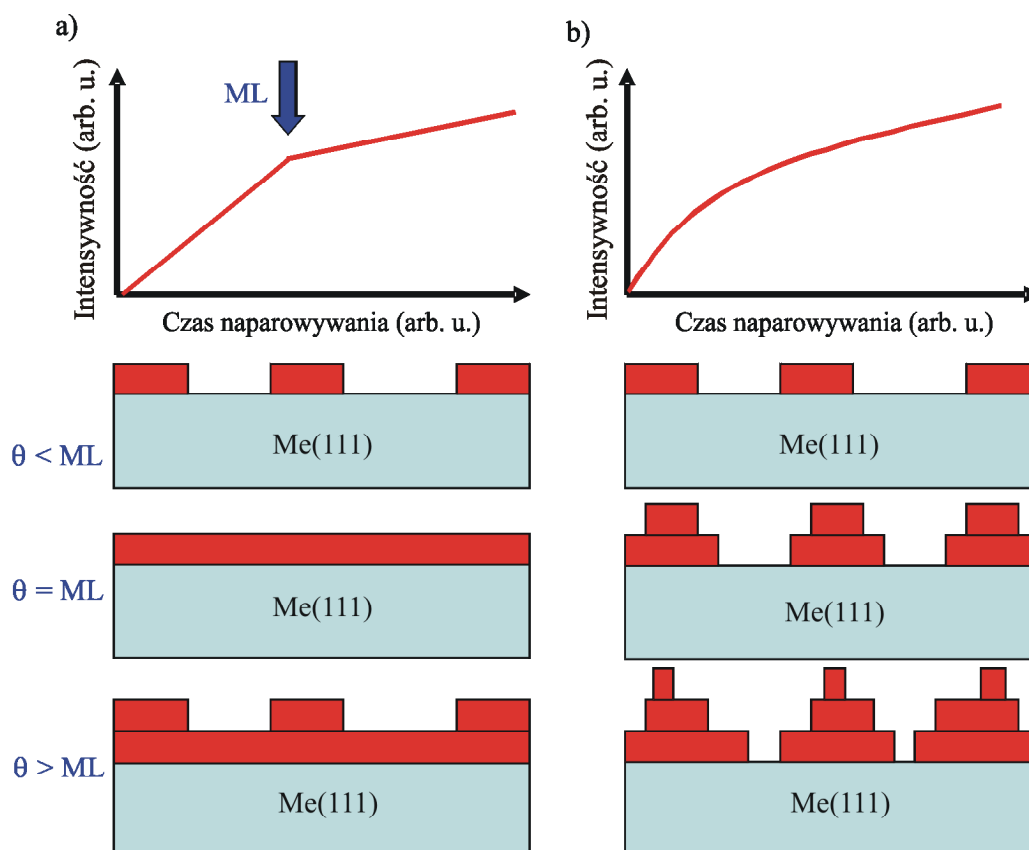 a)
Intensywność (arb. u.)
ML
Czas naparowywania (arb. u.)
b)
Intensywność (arb. u.)
Czas naparowywania (arb. u.)
θ < ML
Me(111)
Me(111)
θ = ML
Me(111)
Me(111)
θ > ML
Me(111)
Me(111)